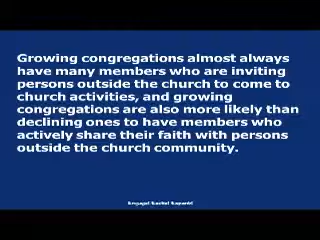 Growing congregations almost always
have many members who are inviting
persons outside the church to come to
church activities, and growing
congregations are also more likely than
declining ones to have members who
actively share their faith with persons
outside the church community.